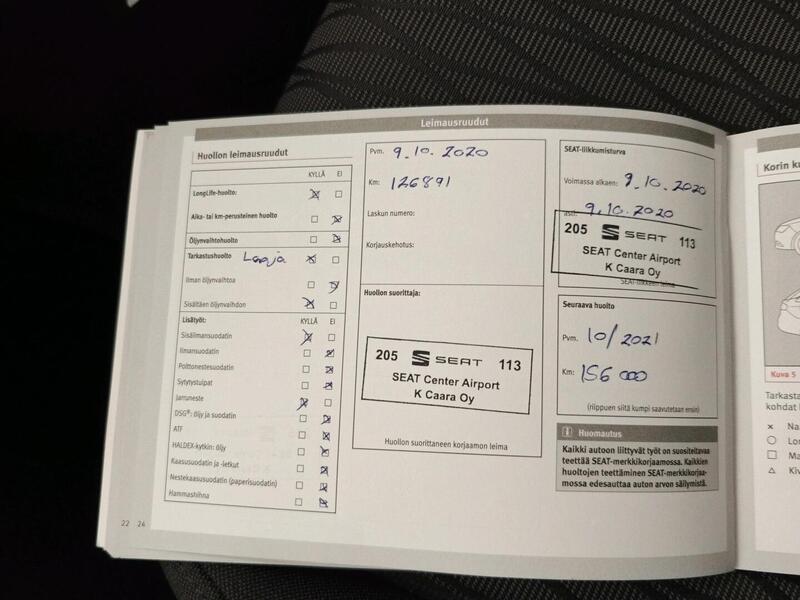 Leimausruudut
Huollon leimausruudut
KYLLÄ EI
LongLife-huolto:
Aika- tai km-perusteinen huolto
Öljynvaihtohuolto
Tarkastushuolto Laaja
Ilman öljynvaihtoa
Sisältäen öljynvaihdon
Lisätyöt: KYLLÄ EI
Sisäilmansuodatin
Ilmansuodatin
Polttonestesuodatin
Sytytystulpat
Jarruneste
DSG®: öljy ja suodatin
ATF
HALDEX-kytkin: öljy
Kaasusuodatin ja -letkut
Nestekaasusuodatin (paperisuodatin)
Hammashihna
22 24
Pvm. 9.10.2020
Km: 126891
Laskun numero:
Korjauskehotus:
Huollon suorittaja:
205 SEAT 113
SEAT Center Airport
K Caara Oy
Huollon suorittaneen korjaamon leima
SEAT-liikkumisturva
Voimassa alkaen: 9.10.2020
asti: 9.10.2020
205 SEAT 113
SEAT Center Airport
K Caara Oy
SEAT-liikkeen leima
Seuraava huolto
Pvm. 10/2021
Km: 156 000
(riippuen siitä kumpi saavutetaan ensin)
Huomautus
Kaikki autoon liittyvät työt on suositeltavaa
teettää SEAT-merkkikorjaamossa. Kaikkien
huoltojen teettäminen SEAT-merkkikorjaa-
mossa edesauttaa auton arvon säilymistä.
Korin
Kuva 5
Tarkasta
kohdat